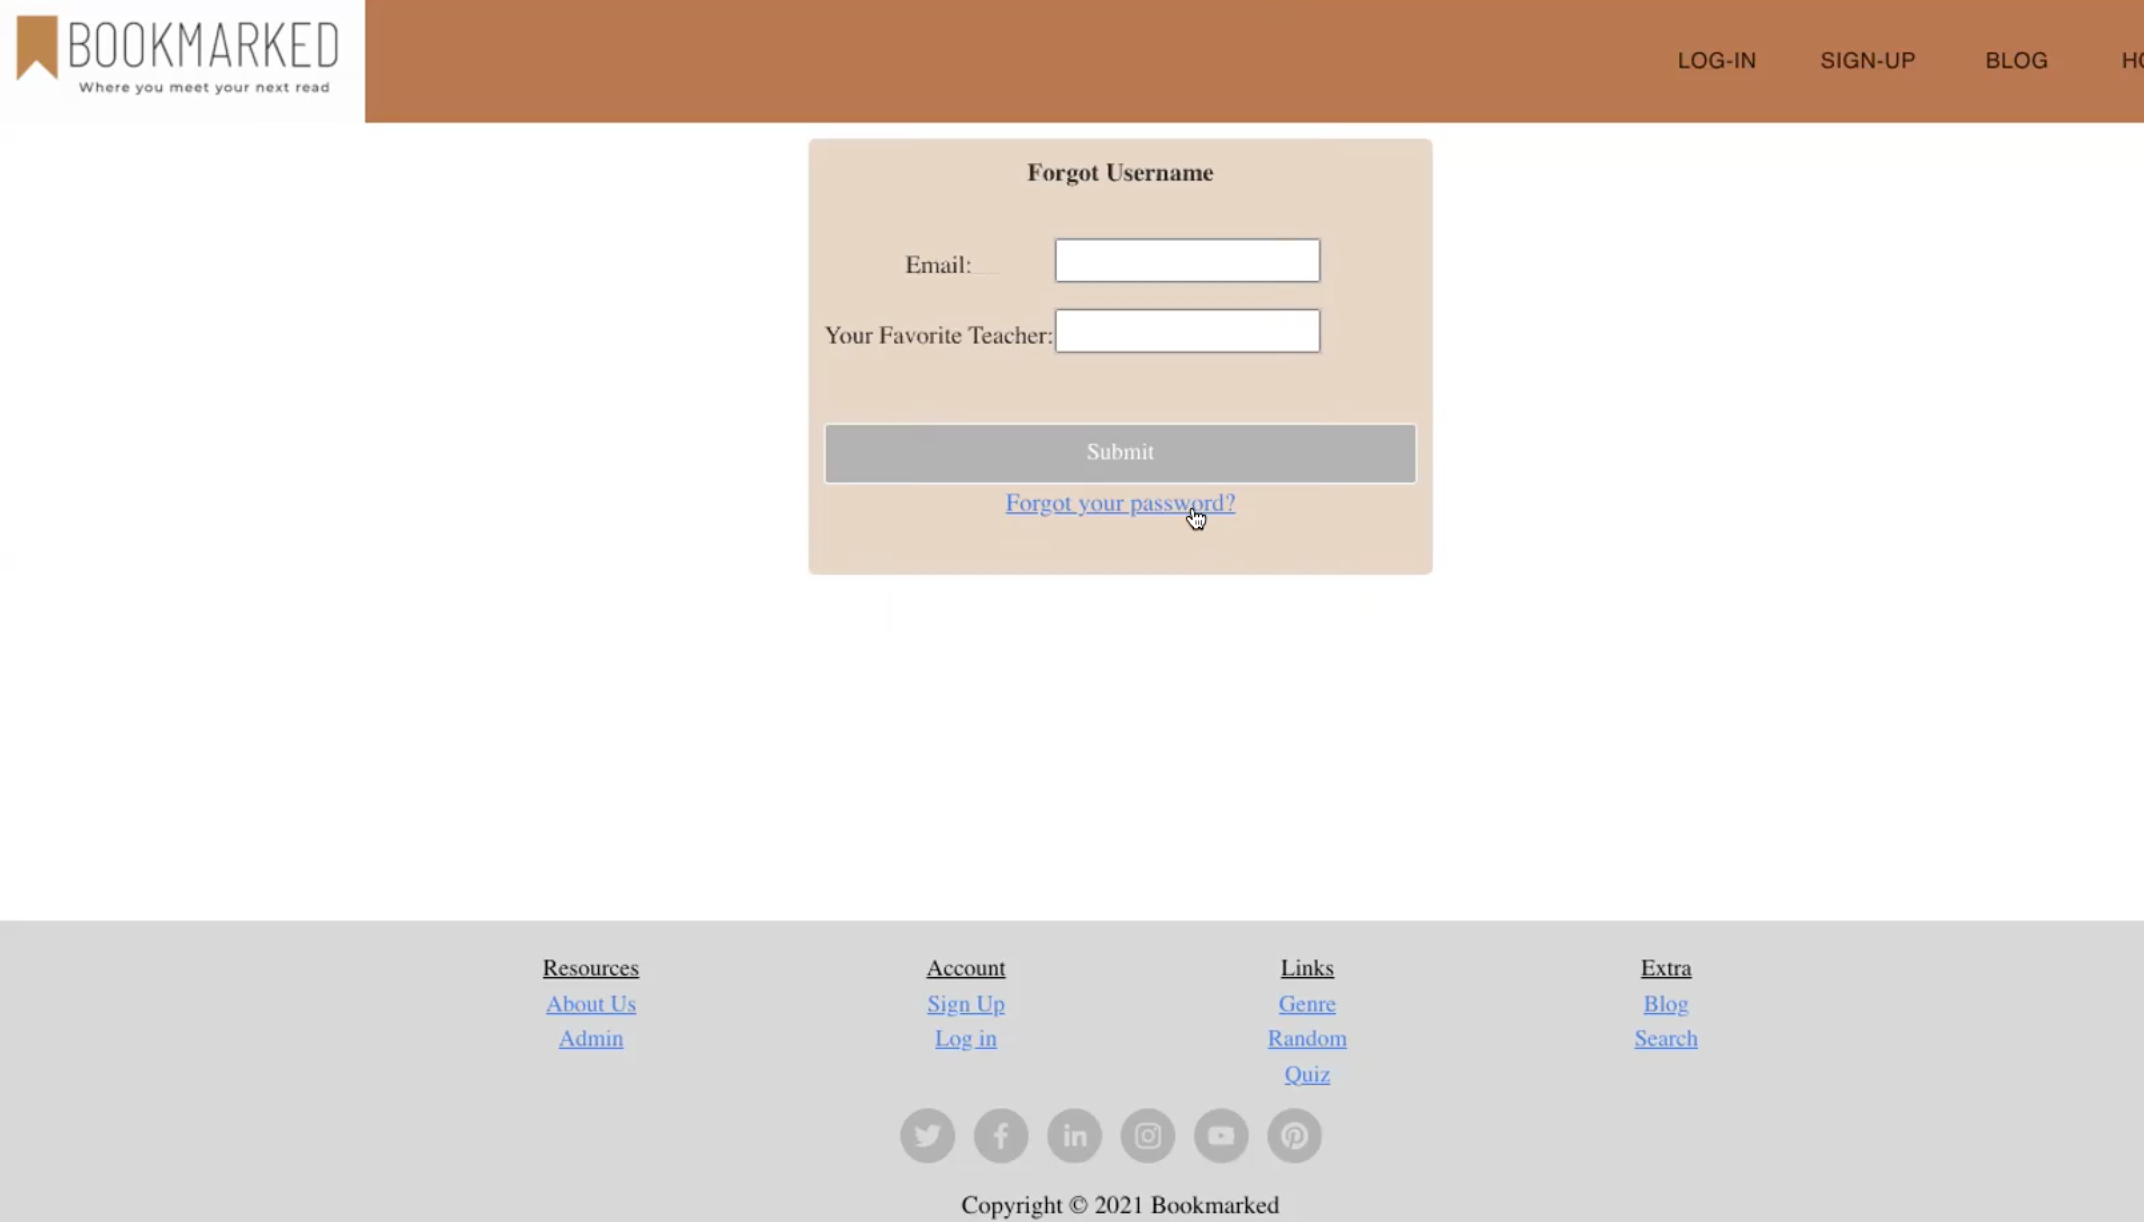 BOOKMARKED
Where you meet your next read
LOG-IN SIGN-UP BLOG
Forgot Username
Email:
Your Favorite Teacher:
Submit
Forgot your password?
Resources Account Links Extra
About Us Sign Up Genre Blog
Admin Log in Random Search
Quiz
Copyright © 2021 Bookmarked